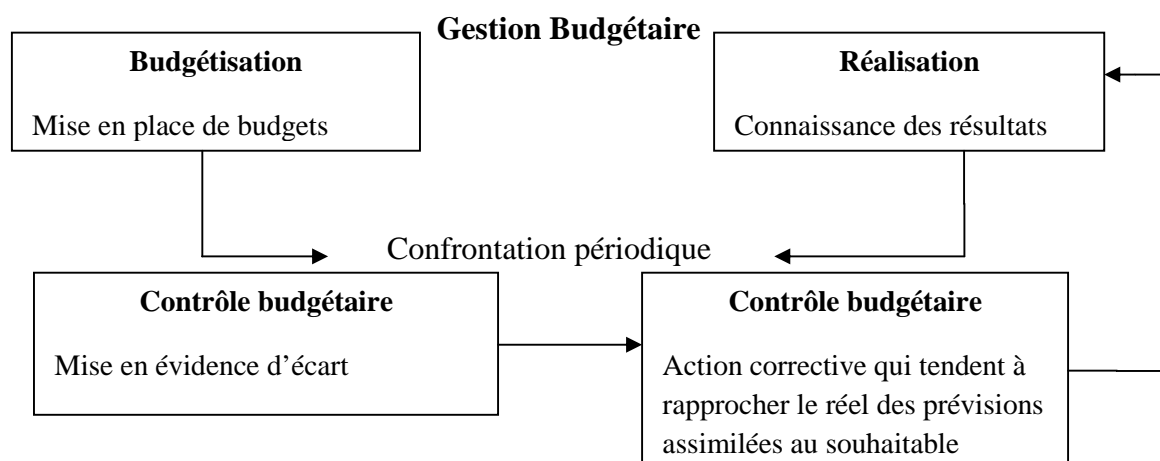 Gestion Budgétaire
Budgétisation
Mise en place de budgets
Réalisation
Connaissance des résultats
Confrontation périodique
Contrôle budgétaire
Mise en évidence d’écart
Contrôle budgétaire
Action corrective qui tendent à
rapprocher le réel des prévisions
assimilées au souhaitable